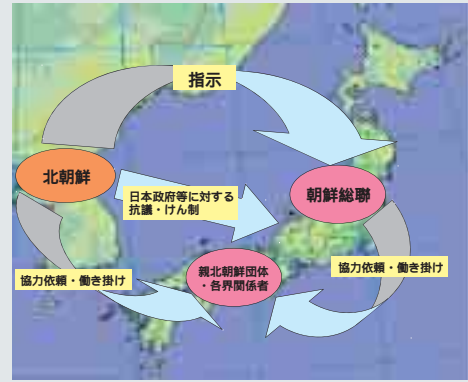 指示
北朝鮮
朝鮮総聯
日本政府等に対する
抗議・けん制
親北朝鮮団体
・各界関係者
協力依頼・働き掛け
協力依頼・働き掛け